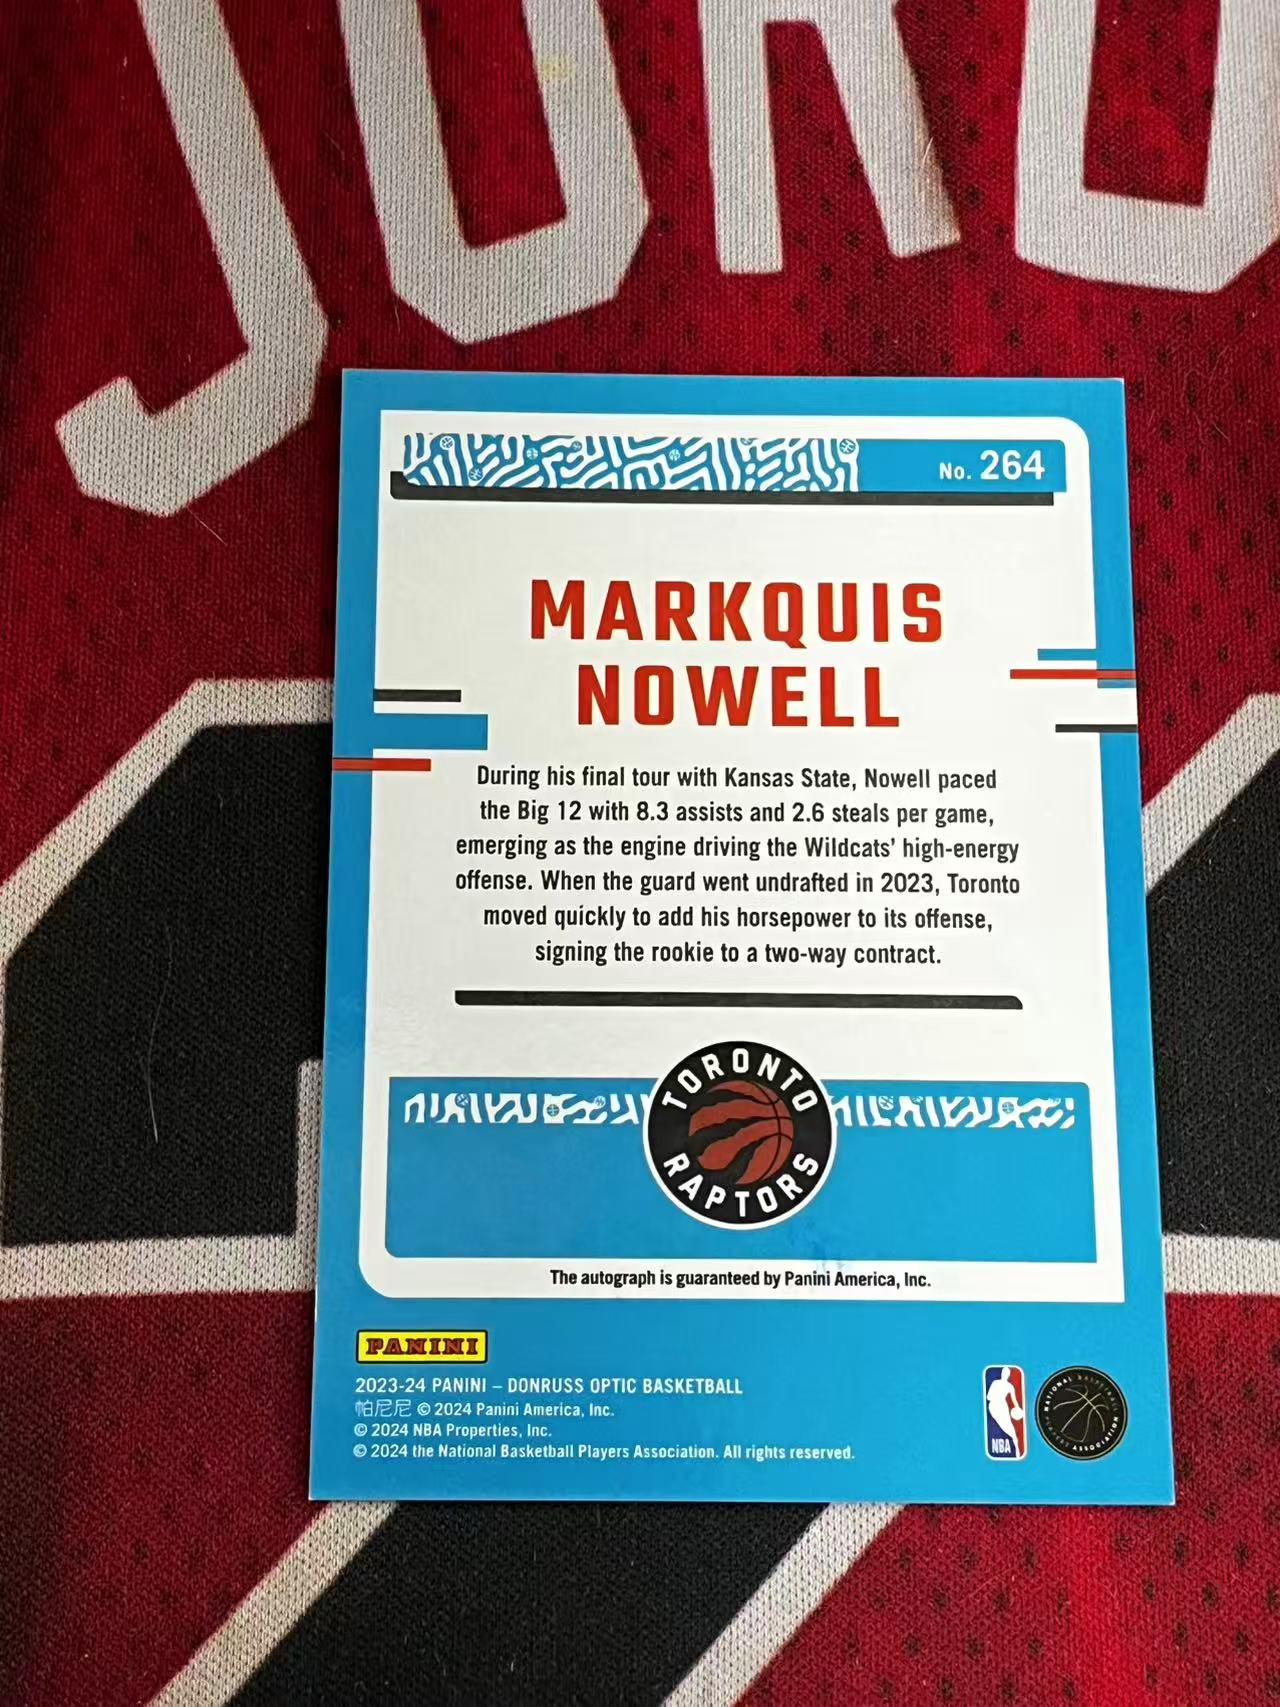 JORD
No. 264
MARKQUIS
NOWELL
During his final tour with Kansas State, Nowell paced
the Big 12 with 8.3 assists and 2.6 steals per game,
emerging as the engine driving the Wildcats' high-energy
offense. When the guard went undrafted in 2023, Toronto
moved quickly to add his horsepower to its offense,
signing the rookie to a two-way contract.
TORONTO
RAPTORS
The autograph is guaranteed by Panini America, Inc.
PANINI
2023-24 PANINI – DONRUSS OPTIC BASKETBALL
帕尼尼 © 2024 Panini America, Inc.
© 2024 NBA Properties, Inc.
© 2024 the National Basketball Players Association. All rights reserved.
NBA
NATIONAL BASKETBALL
PLAYERS ASSOCIATION